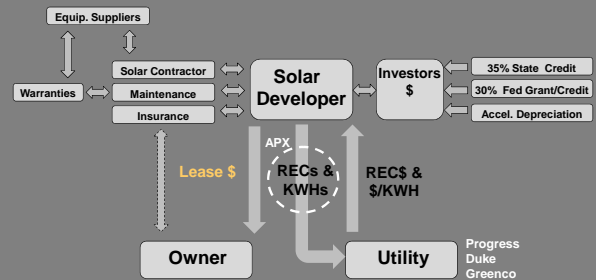 Equip. Suppliers
Solar Contractor
Warranties
Maintenance
Insurance
Solar
Developer
Investors
$
35% State Credit
30% Fed Grant/Credit
Accel. Depreciation
APX
Lease $
RECs &
KWHs
REC$ &
$/KWH
Owner
Utility
Progress
Duke
Greenco